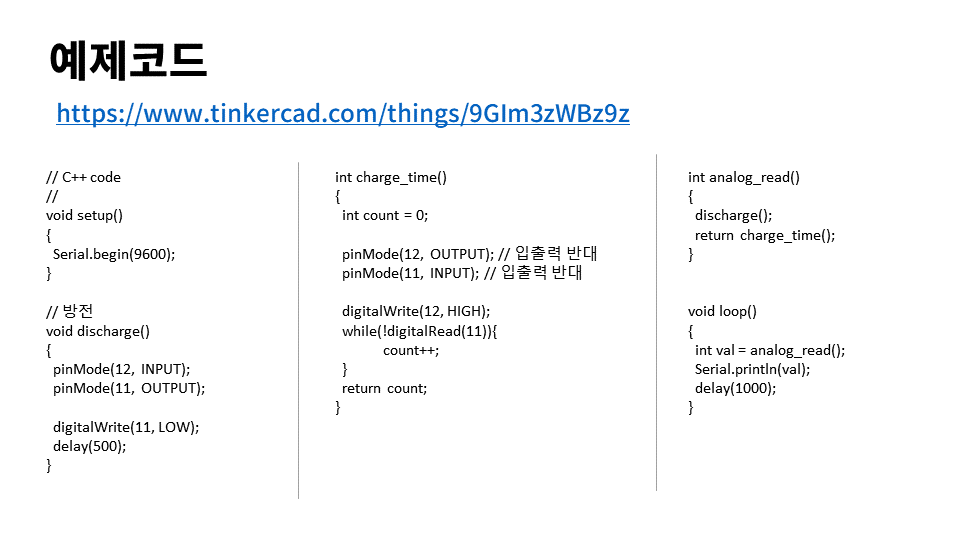 예제코드
https://www.tinkercad.com/things/9GIm3zWBz9z
// C++ code
//
void setup()
{
  Serial.begin(9600);
}

// 방전
void discharge()
{
  pinMode(12, INPUT);
  pinMode(11, OUTPUT);

  digitalWrite(11, LOW);
  delay(500);
}
int charge_time()
{
  int count = 0;

  pinMode(12, OUTPUT); // 입출력 반대
  pinMode(11, INPUT); // 입출력 반대

  digitalWrite(12, HIGH);
  while(!digitalRead(11)){
          count++;
  }
  return count;
}
int analog_read()
{
  discharge();
  return charge_time();
}

void loop()
{
  int val = analog_read();
  Serial.println(val);
  delay(1000);
}